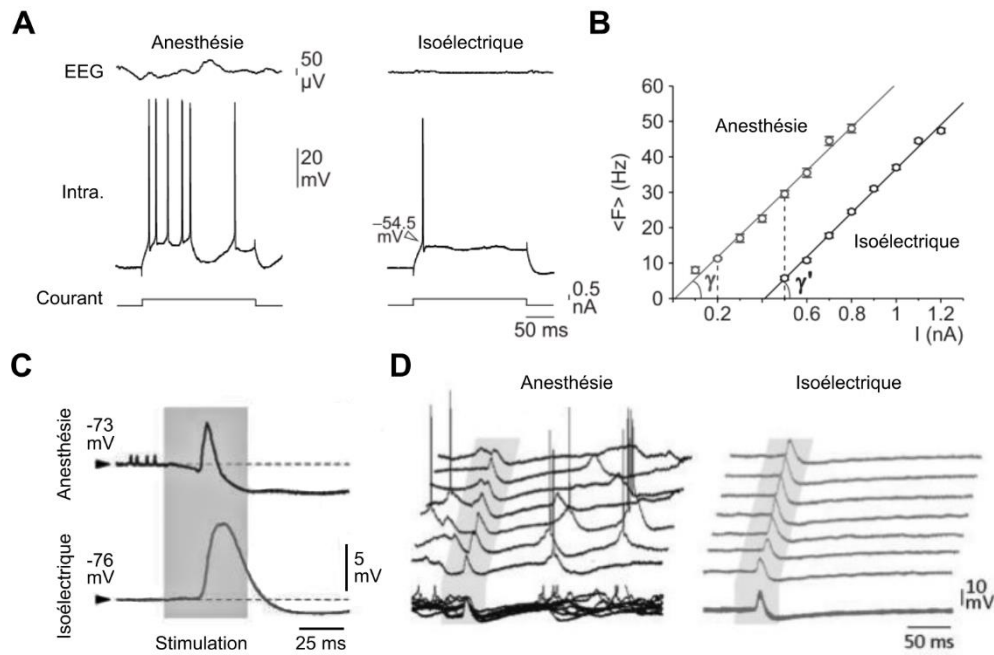 A
Anesthésie
Isoélectrique
EEG
50
µV
20
mV
Intra.
–54.5
mV
Courant
0.5
nA
50 ms
B
<F> (Hz)
60
50
40
30
20
10
0
Anesthésie
Isoélectrique
γ
γ'
0.2
0.6
0.8
1
1.2
I (nA)
C
Anesthésie
-73
mV
Isoélectrique
-76
mV
5
mV
Stimulation
25 ms
D
Anesthésie
Isoélectrique
10
mV
50 ms